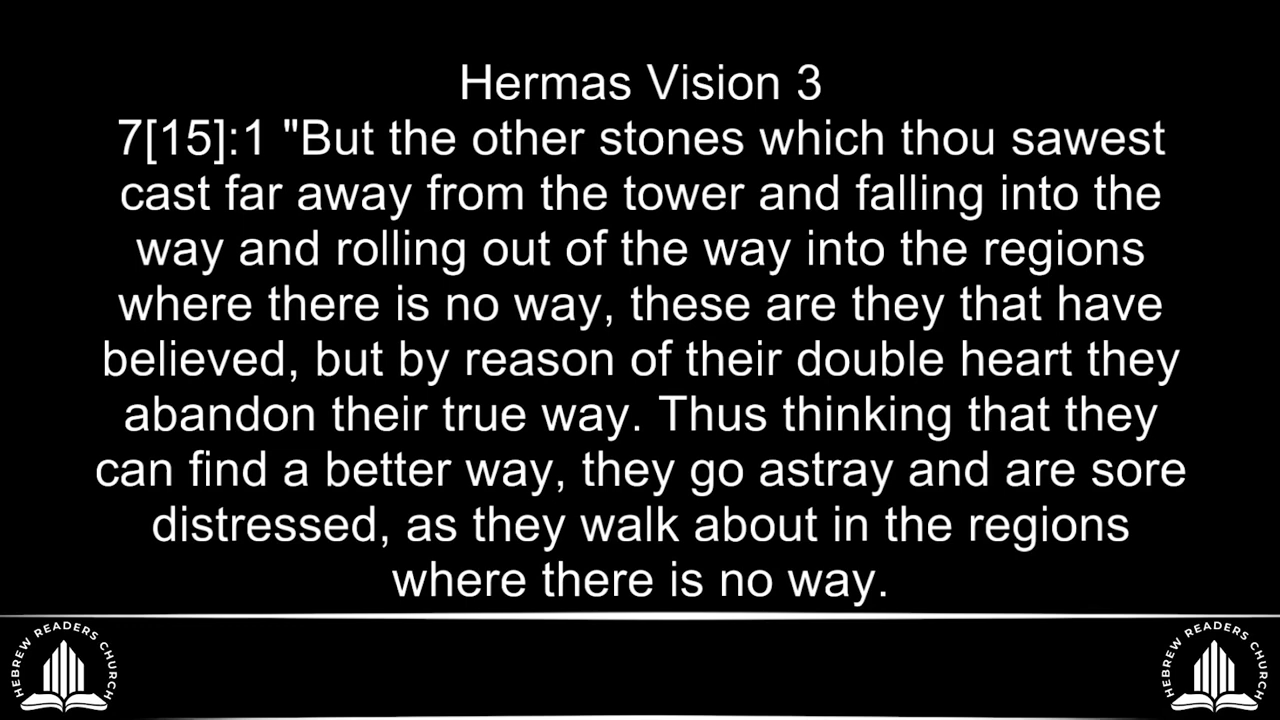 Hermas Vision 3
7[15]:1 "But the other stones which thou sawest
cast far away from the tower and falling into the
way and rolling out of the way into the regions
where there is no way, these are they that have
believed, but by reason of their double heart they
abandon their true way. Thus thinking that they
can find a better way, they go astray and are sore
distressed, as they walk about in the regions
where there is no way.
HEBREW READERS CHURCH
HEBREW READERS CHURCH